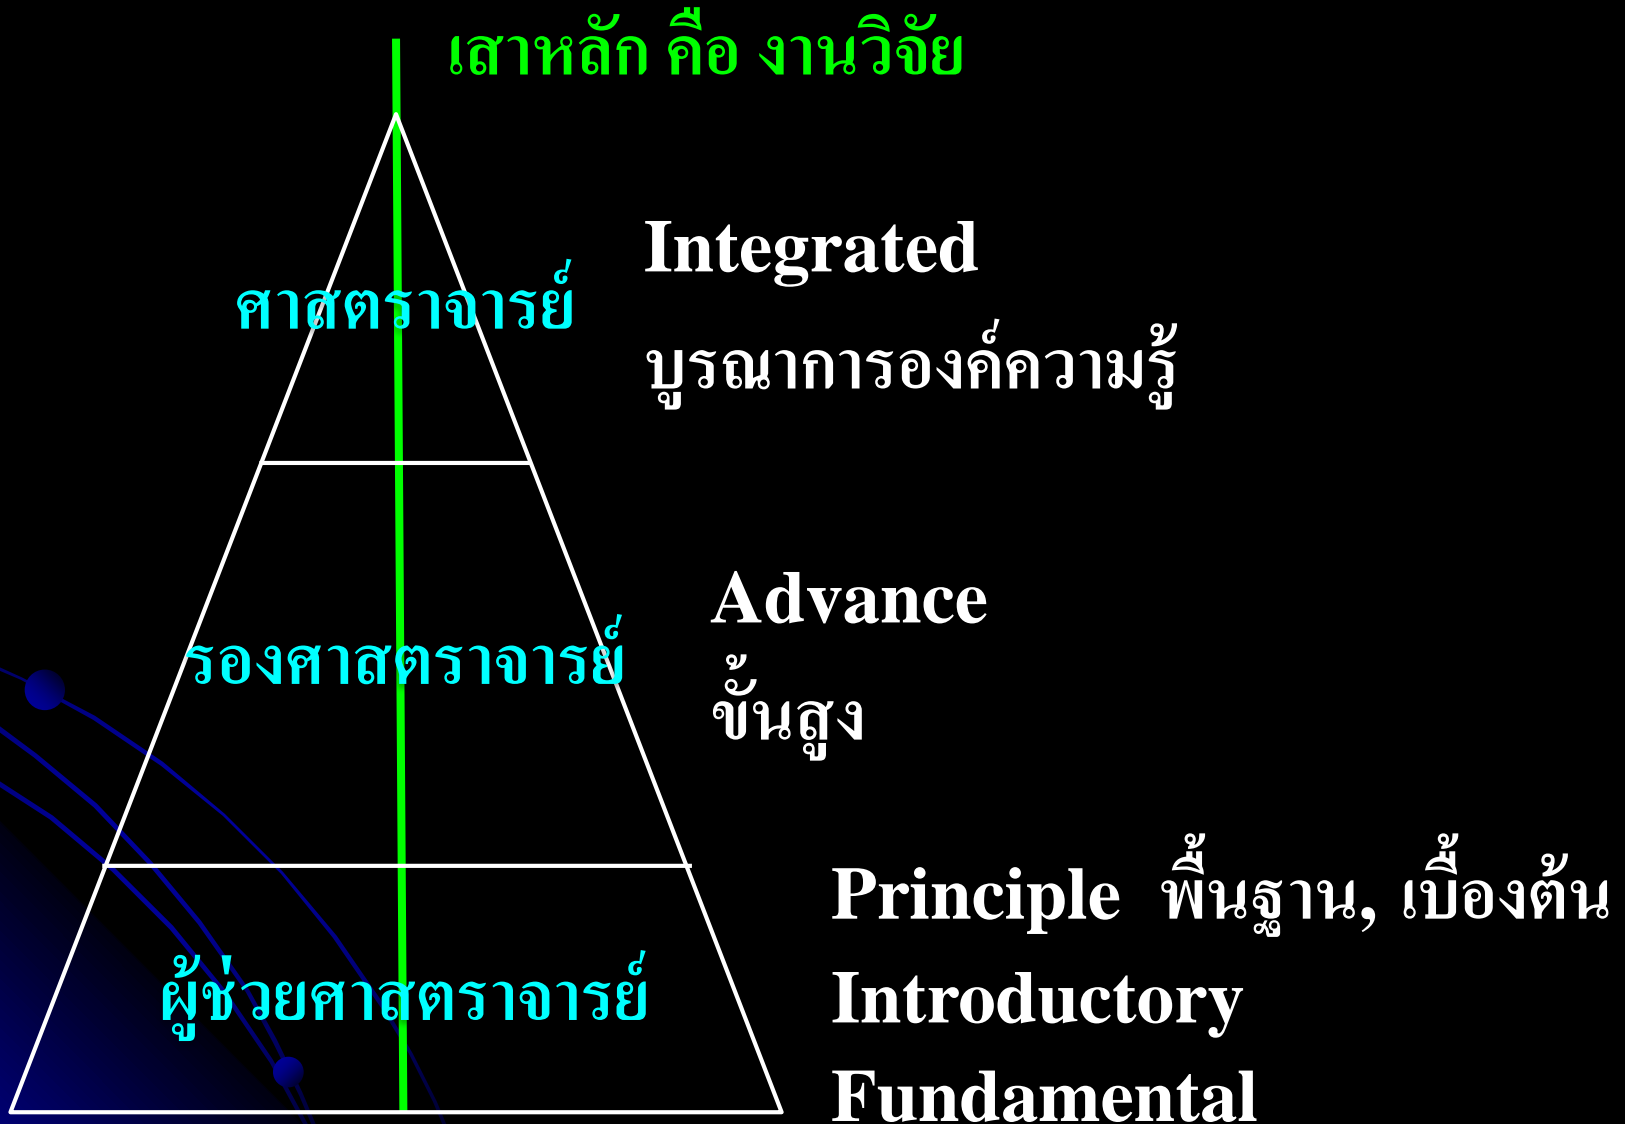 เสาหลัก คือ งานวิจัย
Integrated
ศาสตราจารย์
บูรณาการองค์ความรู้
Advance
รองศาสตราจารย์
ขั้นสูง
Principle พื้นฐาน, เบื้องต้น
ผู้ช่วยศาสตราจารย์
Introductory
Fundamental